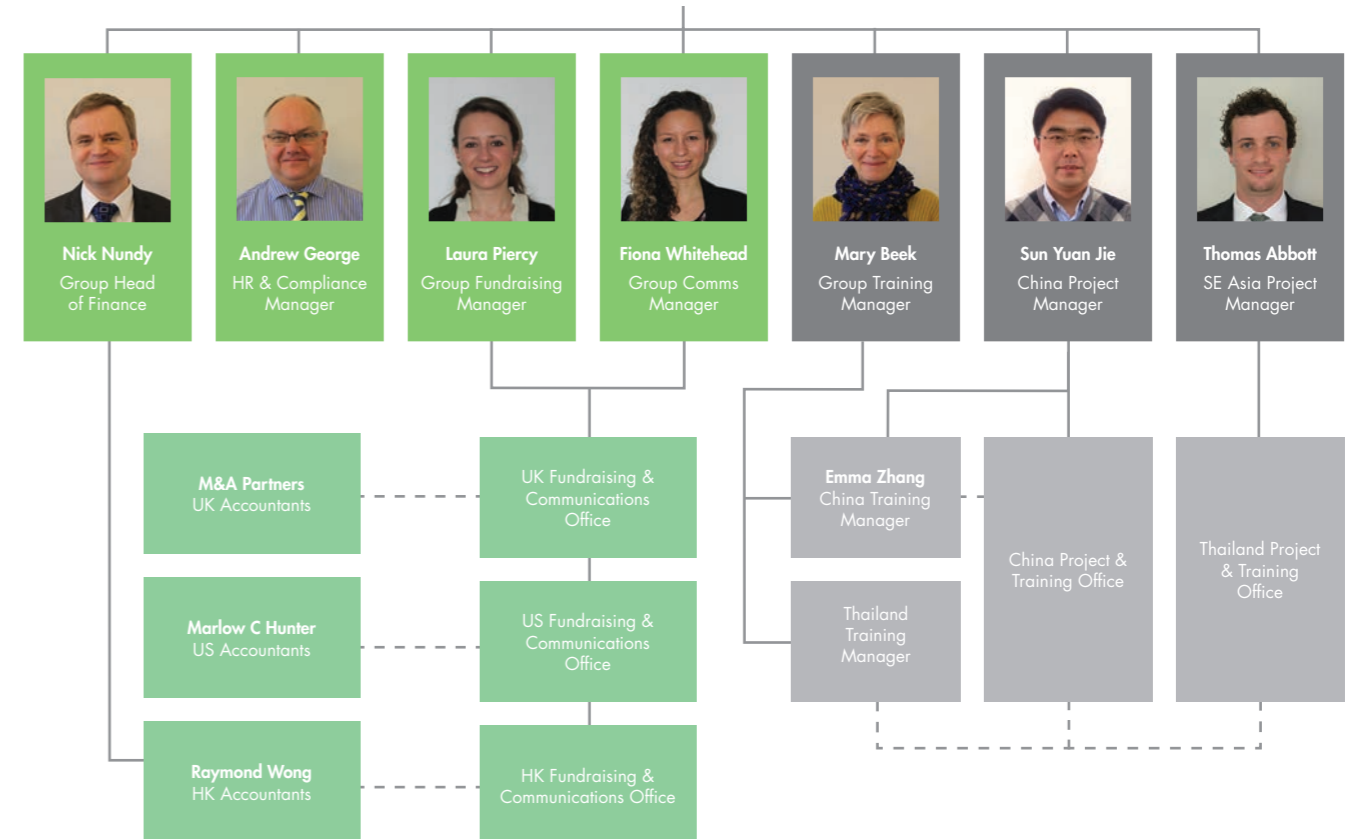 Nick Nundy
Group Head
of Finance
Andrew George
HR & Compliance
Manager
Laura Piercy
Group Fundraising
Manager
Fiona Whitehead
Group Comms
Manager
Mary Beek
Group Training
Manager
Sun Yuan Jie
China Project
Manager
Thomas Abbott
SE Asia Project
Manager
M&A Partners
UK Accountants
UK Fundraising &
Communications
Office
Emma Zhang
China Training
Manager
China Project &
Training Office
Thailand Project
& Training
Office
Marlow C Hunter
US Accountants
US Fundraising &
Communications
Office
Thailand
Training
Manager
Raymond Wong
HK Accountants
HK Fundraising &
Communications Office